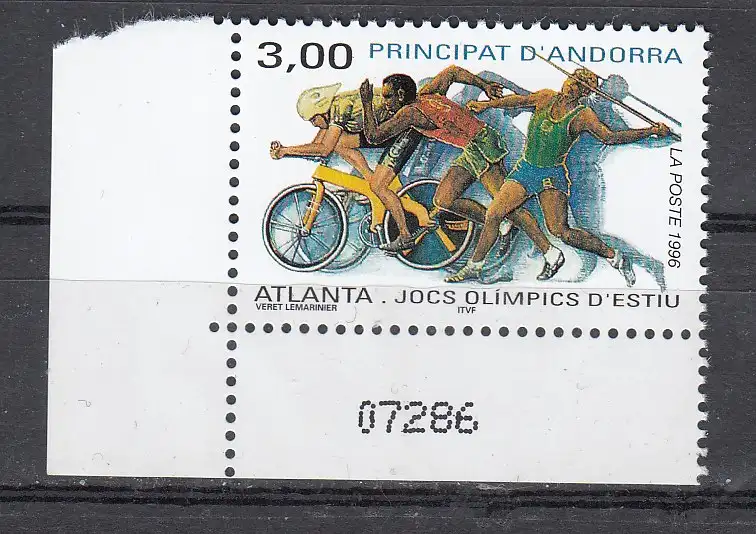 3,00 PRINCIPAT D'ANDORRA
LA POSTE 1996
ATLANTA . JOCS OLÍMPICS D'ESTIU
VERET LEMARINIER ITVF
07286